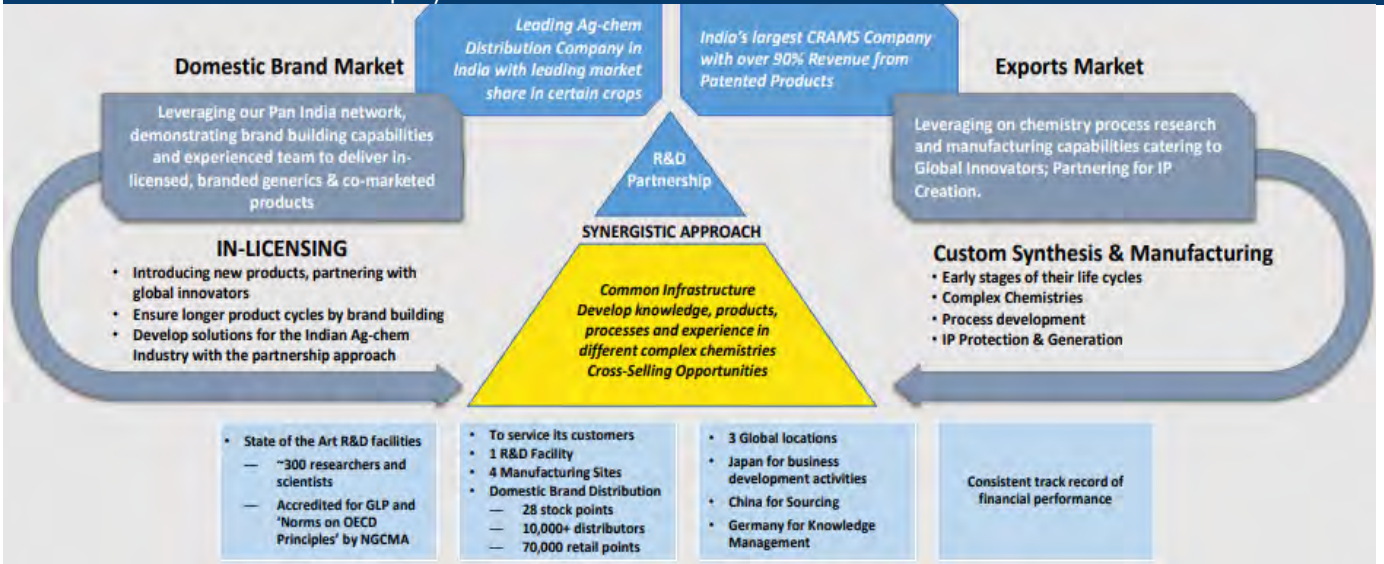 Leading Ag-chem
Distribution Company in
India with leading market
share in certain crops
India's largest CRAMS Company
with over 90% Revenue from
Patented Products
Domestic Brand Market
Exports Market
Leveraging our Pan India network,
demonstrating brand building capabilities
and experienced team to deliver in-
licensed, branded generics & co-marketed
products
Leveraging on chemistry process research
and manufacturing capabilities catering to
Global Innovators; Partnering for IP
Creation.
R&D
Partnership
SYNERGISTIC APPROACH
IN-LICENSING
• Introducing new products, partnering with
global innovators
• Ensure longer product cycles by brand building
• Develop solutions for the Indian Ag-chem
Industry with the partnership approach
Common Infrastructure
Develop knowledge, products,
processes and experience in
different complex chemistries
Cross-Selling Opportunities
Custom Synthesis & Manufacturing
• Early stages of their life cycles
• Complex Chemistries
• Process development
• IP Protection & Generation
• State of the Art R&D facilities
— ~300 researchers and
scientists
— Accredited for GLP and
'Norms on OECD
Principles' by NGCMA
• To service its customers
• 1 R&D Facility
• 4 Manufacturing Sites
• Domestic Brand Distribution
— 28 stock points
— 10,000+ distributors
— 70,000 retail points
• 3 Global locations
• Japan for business
development activities
• China for Sourcing
• Germany for Knowledge
Management
Consistent track record of
financial performance